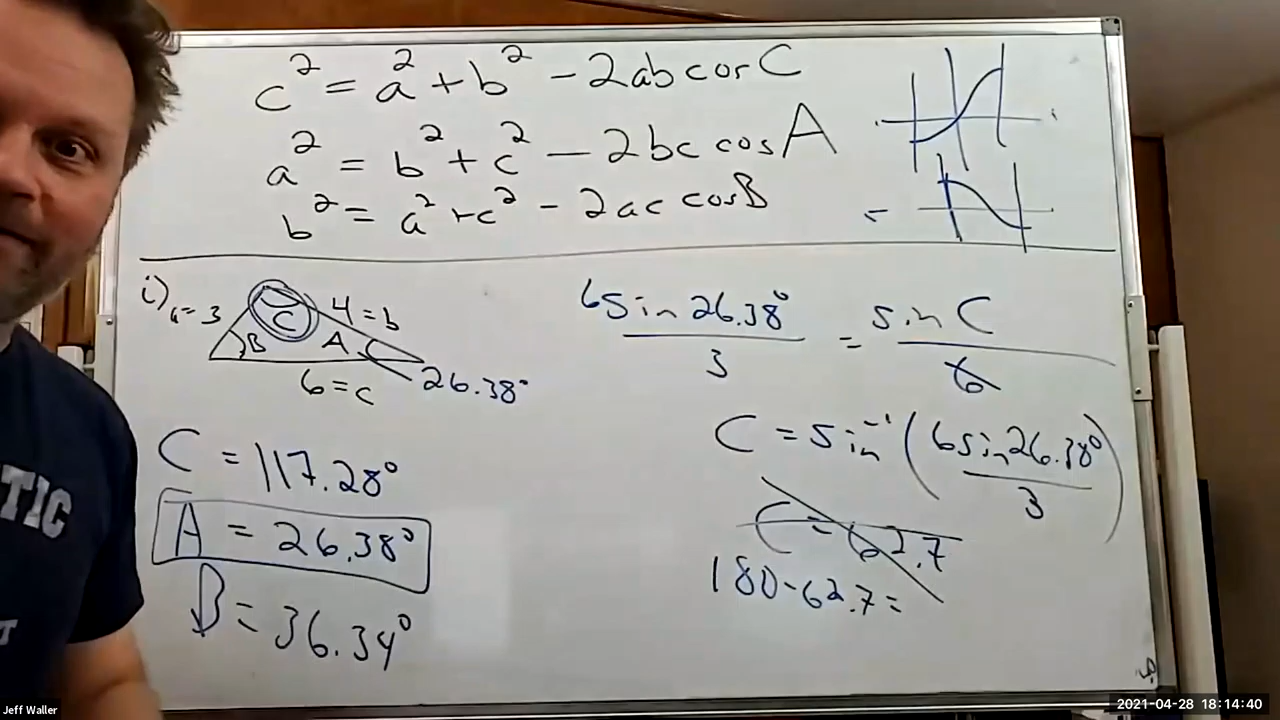 c² = a² + b² - 2ab cos C
a² = b² + c² - 2bc cos A
b² = a² + c² - 2ac cos B
=
i) a = 3
4 = b
C
B
A
6 = c
26.38°
6 sin 26.38° / 3 = sin C / 6
C = sin⁻¹ (6 sin 26.38° / 3)
C = 62.7
180 - 62.7 =
C = 117.28°
A = 26.38°
B = 36.34°
TIC
Jeff Waller
2021-04-28 18:14:40